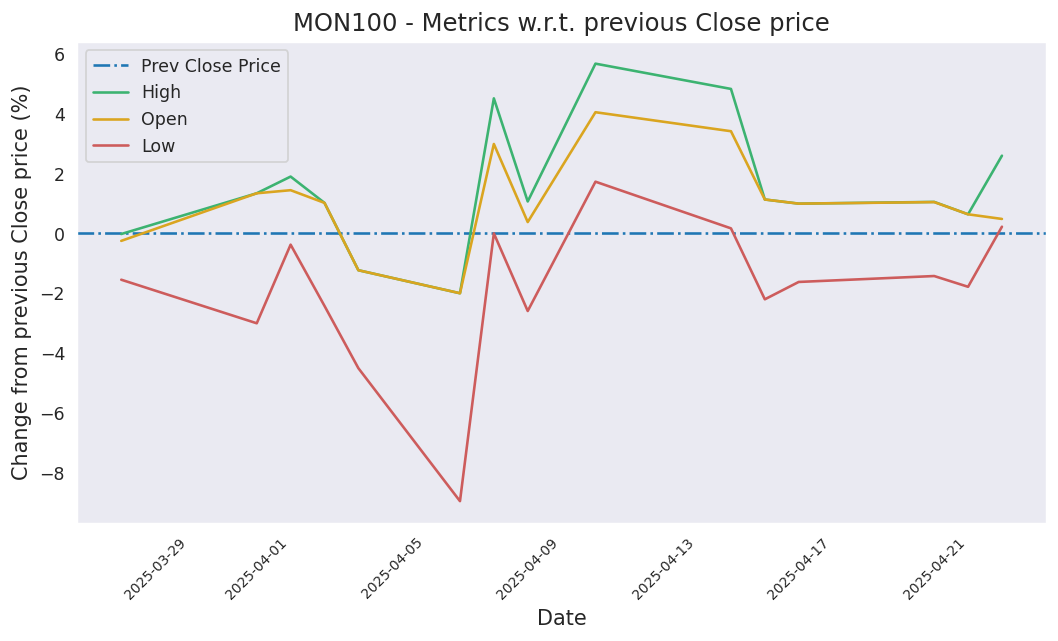 MON100 - Metrics w.r.t. previous Close price
Change from previous Close price (%)
6
4
2
0
−2
−4
−6
−8
Prev Close Price
High
Open
Low
2025-03-29
2025-04-01
2025-04-05
2025-04-09
2025-04-13
2025-04-17
2025-04-21
Date